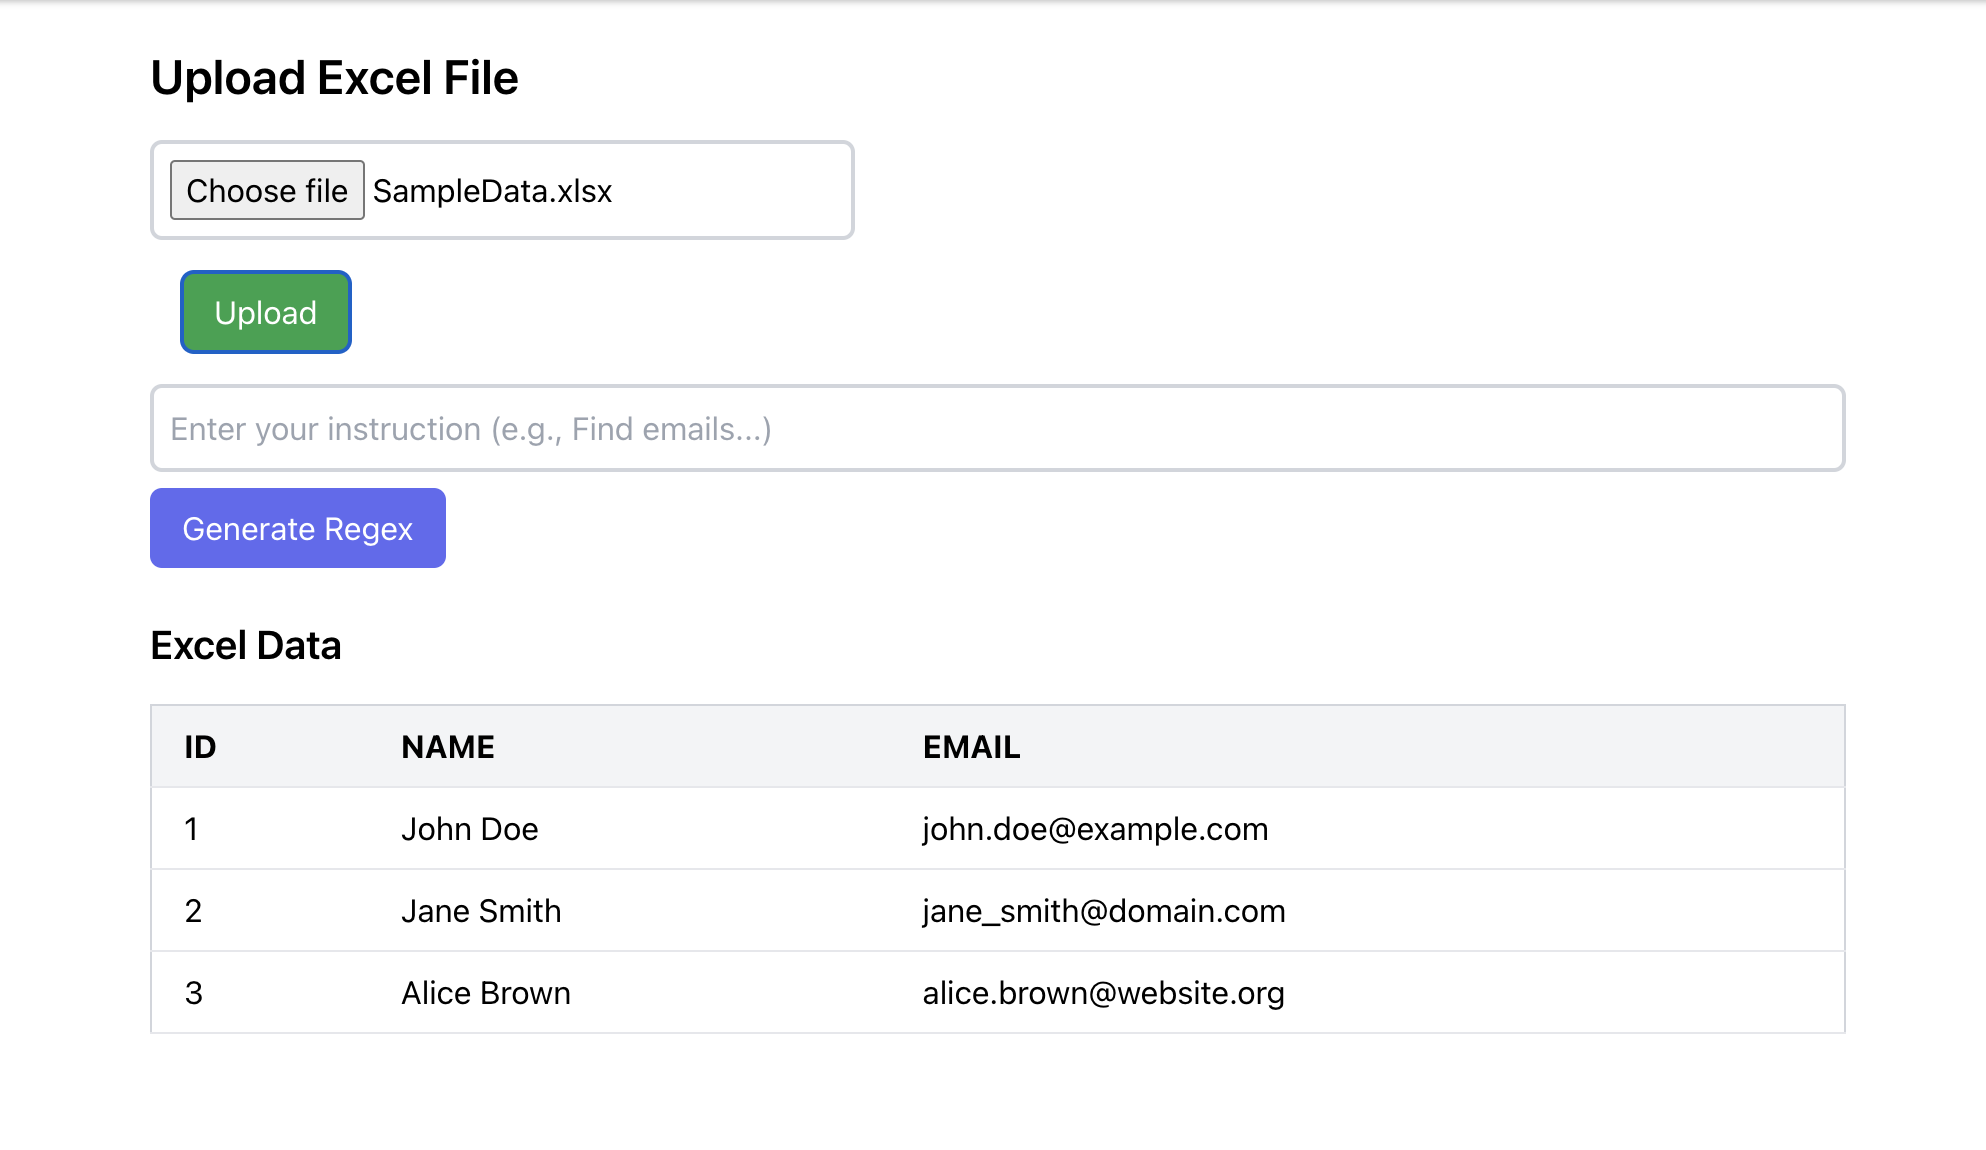 Upload Excel File
Choose file SampleData.xlsx
Upload
Enter your instruction (e.g., Find emails...)
Generate Regex
Excel Data
ID NAME EMAIL
1 John Doe john.doe@example.com
2 Jane Smith jane_smith@domain.com
3 Alice Brown alice.brown@website.org